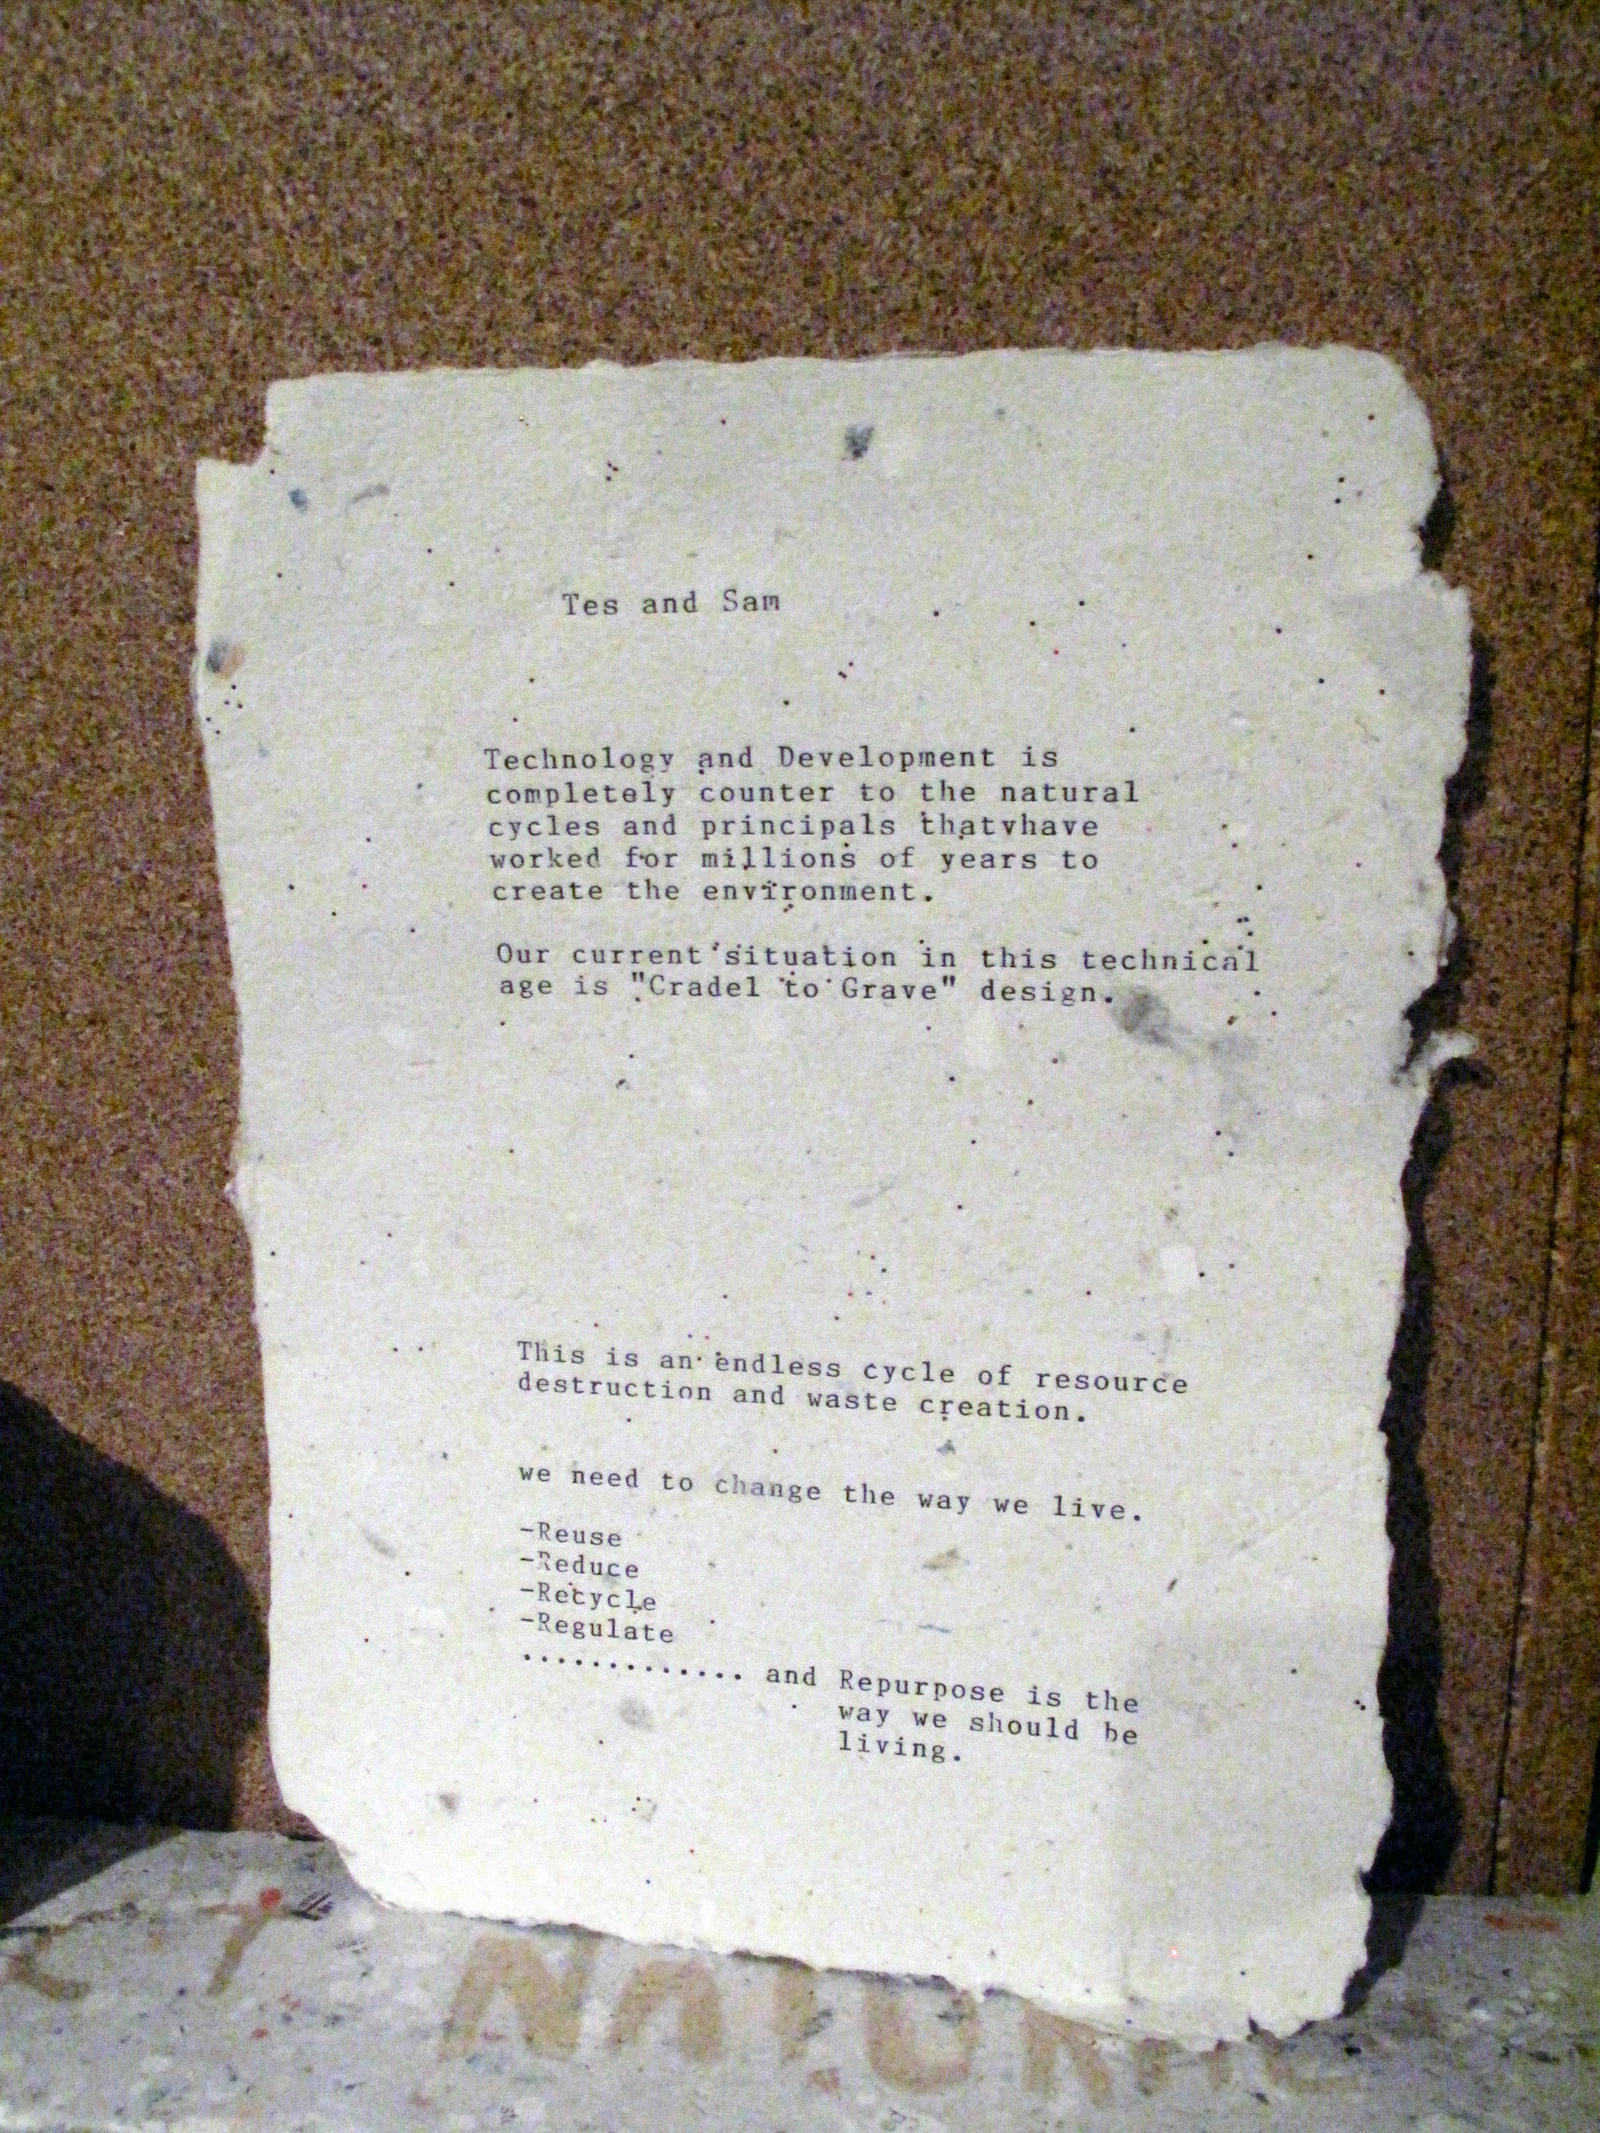 Tes and Sam
Technology and Development is
completely counter to the natural
cycles and principals thatvhave
worked for millions of years to
create the environment.
Our current situation in this technical
age is "Cradel to Grave" design.
This is an endless cycle of resource
destruction and waste creation.
we need to change the way we live.
-Reuse
-Reduce
-Recycle
-Regulate
............. and Repurpose is the
way we should be
living.